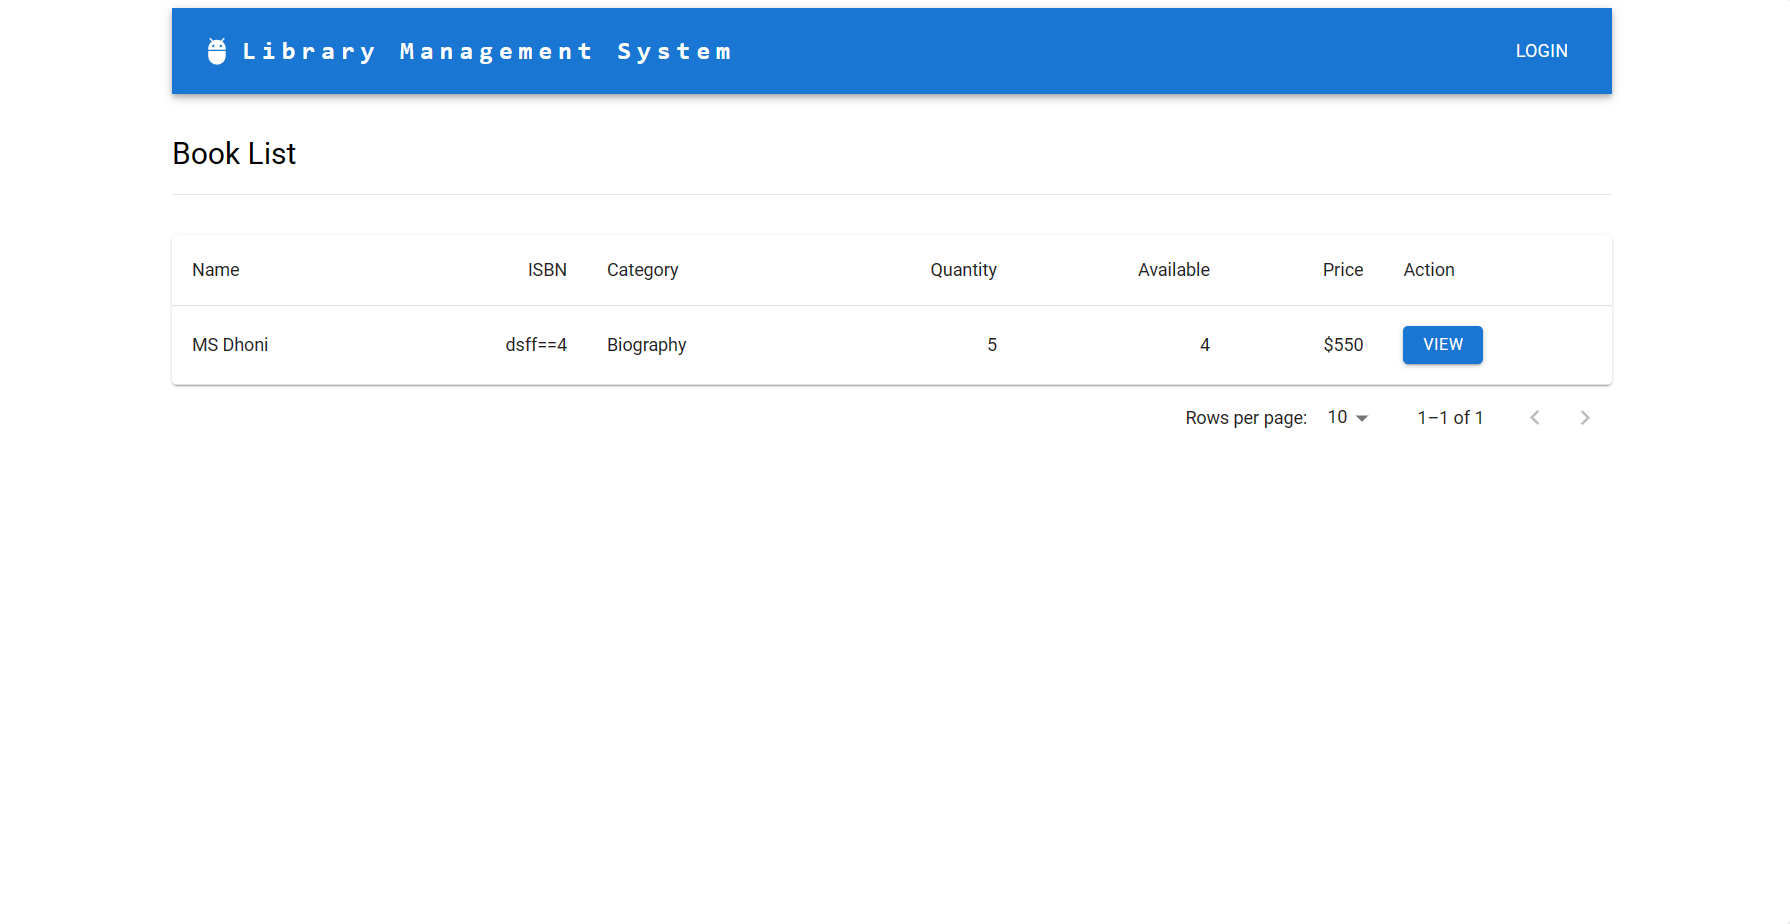 Library Management System LOGIN
Book List
Name ISBN Category Quantity Available Price Action
MS Dhoni dsff==4 Biography 5 4 $550 VIEW
Rows per page: 10 1–1 of 1